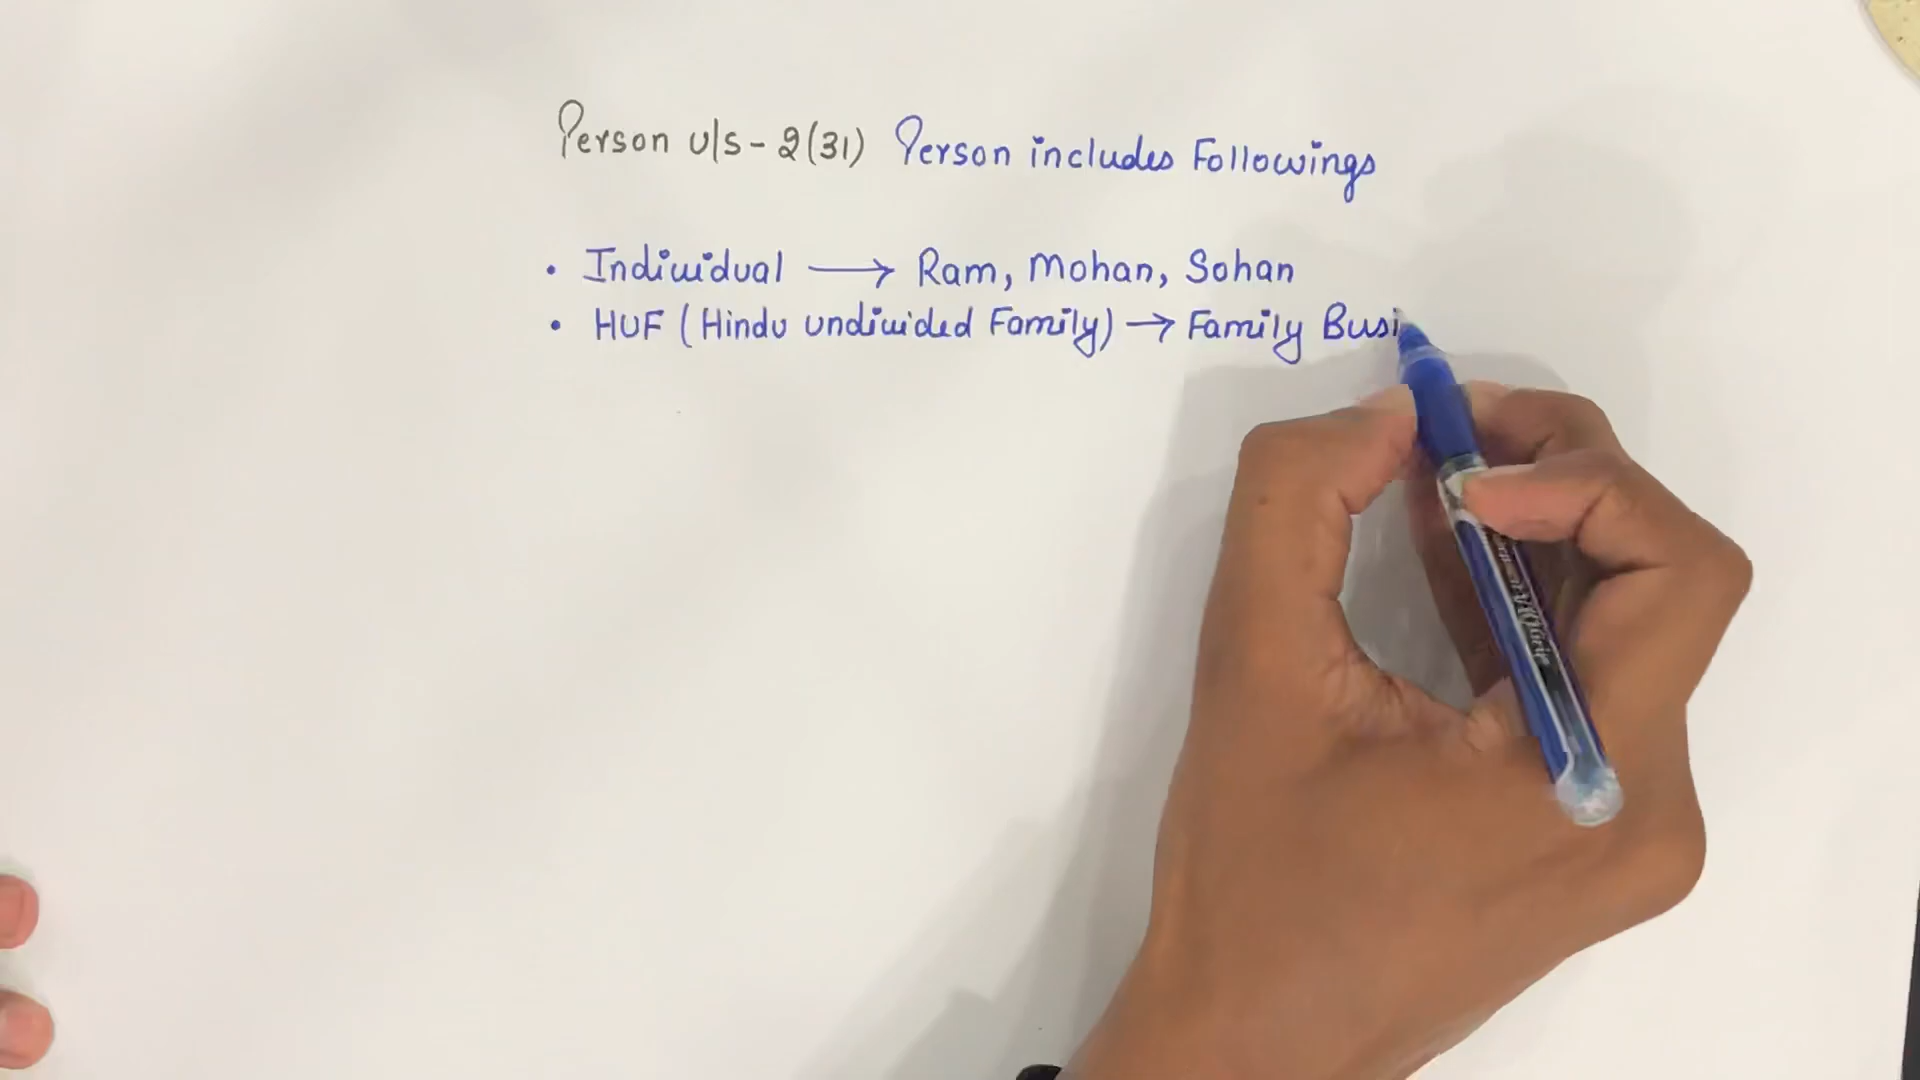 Person u/s - 2(31) Person includes Followings
• Individual → Ram, Mohan, Sohan
• HUF (Hindu undivided Family) → Family Busi